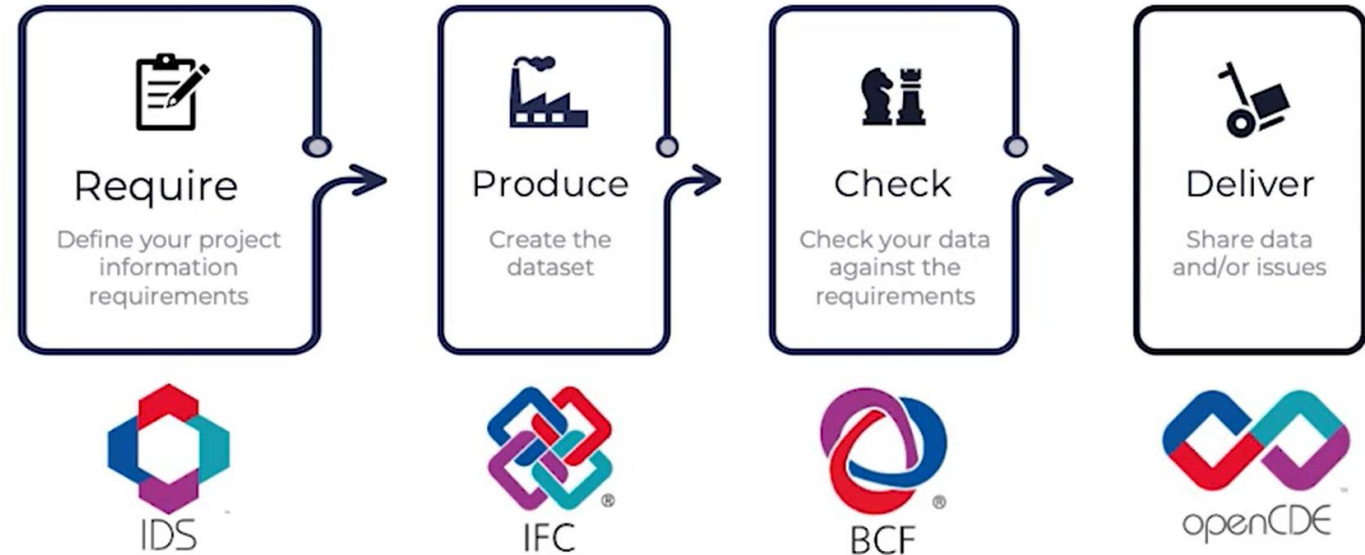 Require
Define your project
information
requirements
Produce
Create the
dataset
Check
Check your data
against the
requirements
Deliver
Share data
and/or issues
IDS
IFC ®
BCF ®
openCDE